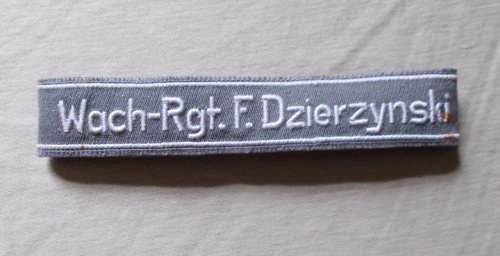 Wach-Rgt. F. Dzierzynski